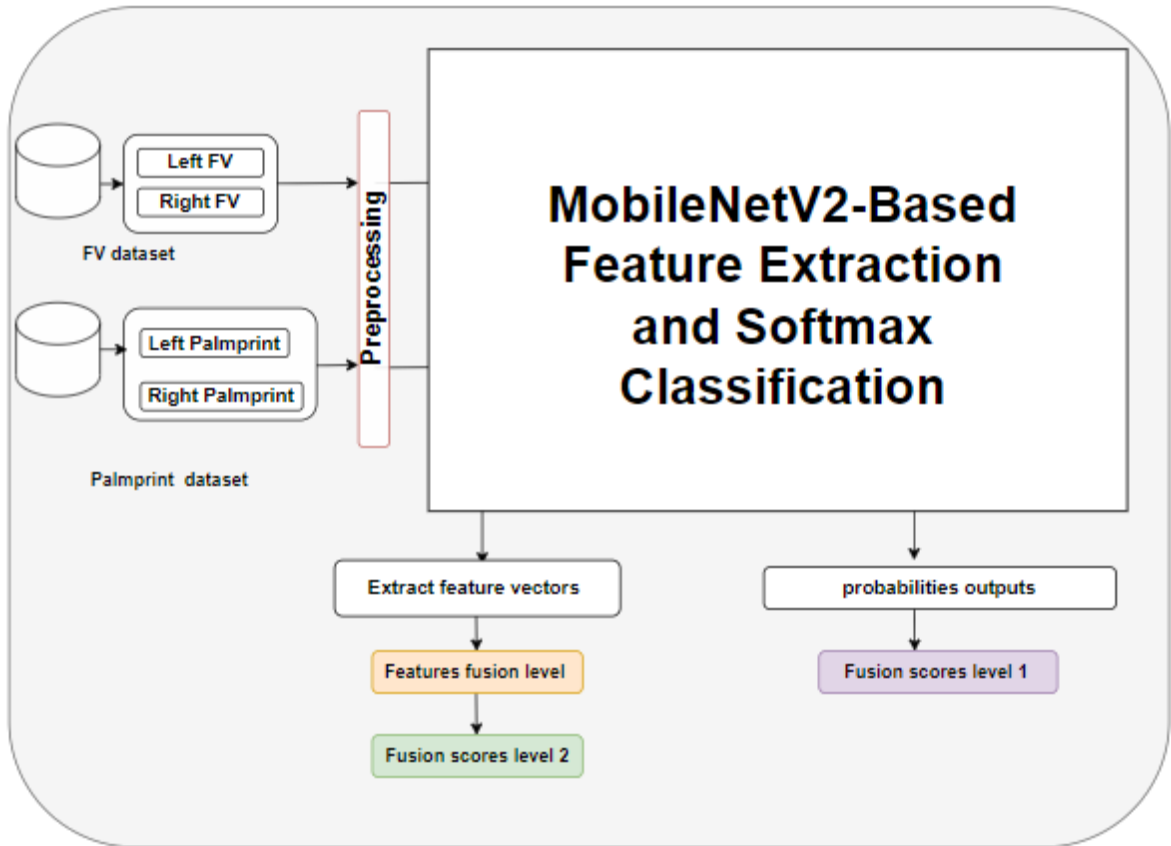 Left FV
Right FV
FV dataset
Left Palmprint
Right Palmprint
Palmprint dataset
Preprocessing
MobileNetV2-Based
Feature Extraction
and Softmax
Classification
Extract feature vectors
Features fusion level
Fusion scores level 2
probabilities outputs
Fusion scores level 1